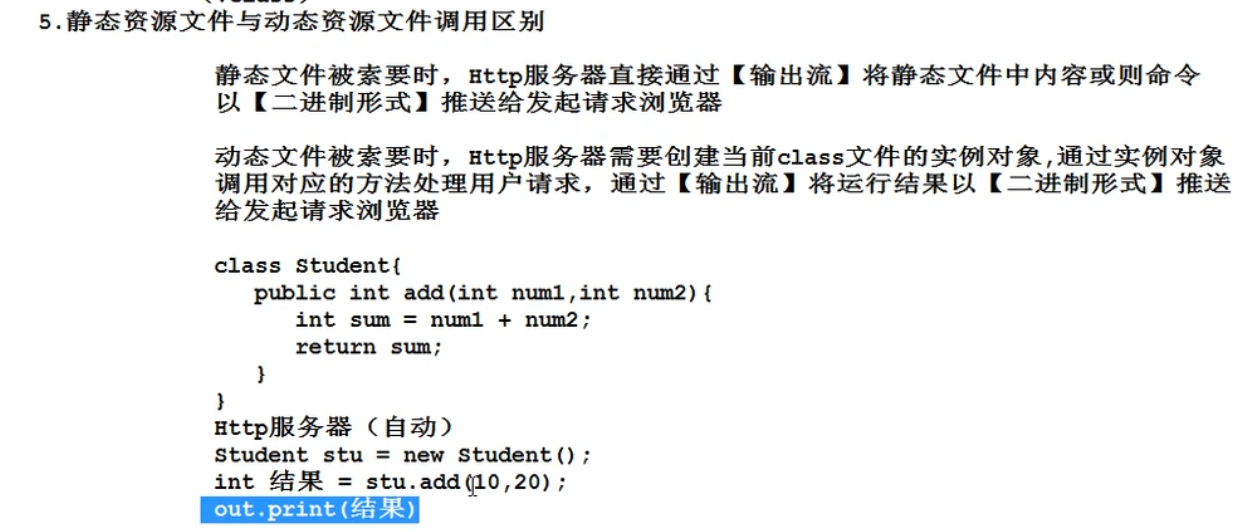 5.静态资源文件与动态资源文件调用区别
静态文件被索要时，Http服务器直接通过【输出流】将静态文件中内容或则命令
以【二进制形式】推送给发起请求浏览器
动态文件被索要时，Http服务器需要创建当前class文件的实例对象,通过实例对象
调用对应的方法处理用户请求，通过【输出流】将运行结果以【二进制形式】推送
给发起请求浏览器
class Student{
public int add(int num1,int num2){
int sum = num1 + num2;
return sum;
}
}
Http服务器（自动）
Student stu = new Student();
int 结果 = stu.add(10,20);
out.print(结果)